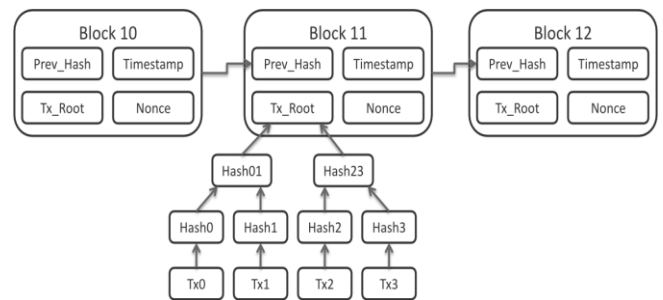 Block 10
Block 11
Block 12
Prev_Hash
Timestamp
Prev_Hash
Timestamp
Prev_Hash
Timestamp
Tx_Root
Nonce
Tx_Root
Nonce
Tx_Root
Nonce
Hash01
Hash23
Hash0
Hash1
Hash2
Hash3
Tx0
Tx1
Tx2
Tx3